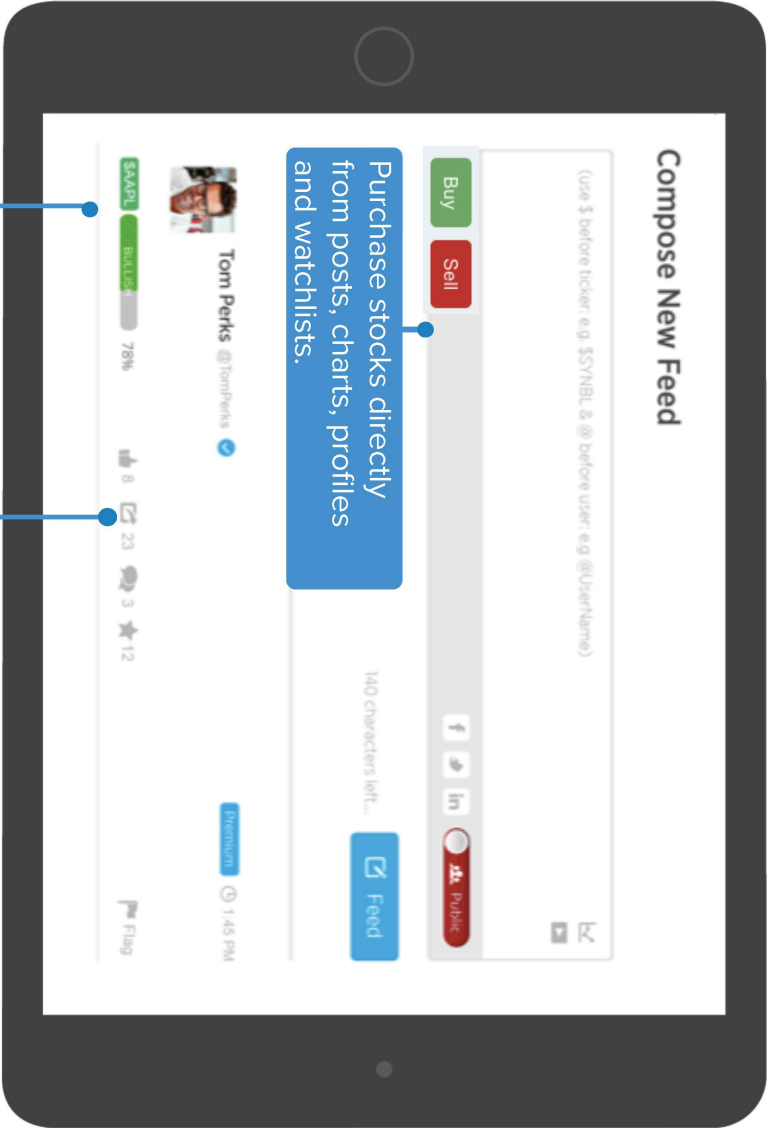 Compose New Feed
(use $ before ticker: e.g. $SYNBL & @ before user: e.g @UserName)
Buy
Sell
f
in
Public
140 characters left...
Feed
Purchase stocks directly
from posts, charts, profiles
and watchlists.
Tom Perks @TomPerks
Premium
1:45 PM
$AAPL
BULLISH
78%
8
23
3
12
Flag